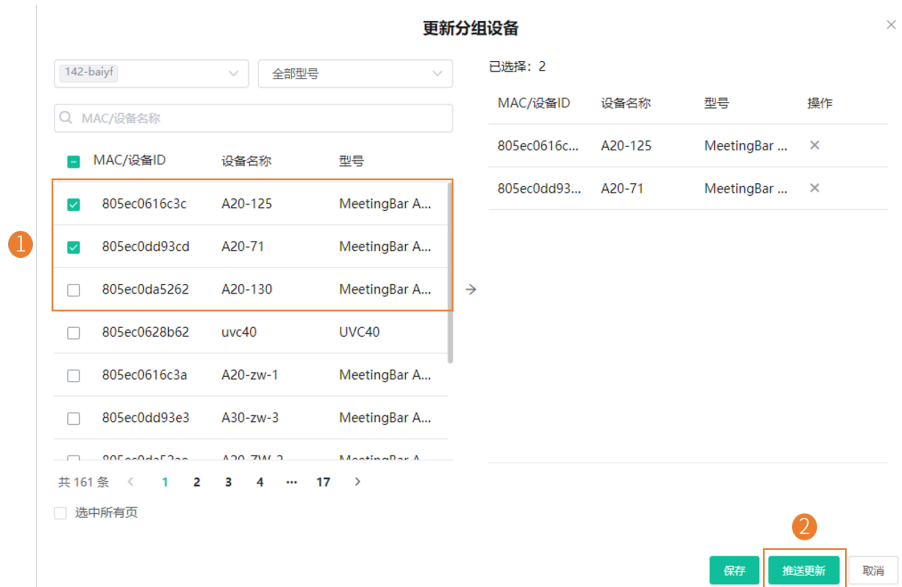 更新分组设备
142-baiyf 全部型号
MAC/设备名称
MAC/设备ID 设备名称 型号
805ec0616c3c A20-125 MeetingBar A...
805ec0dd93cd A20-71 MeetingBar A...
805ec0da5262 A20-130 MeetingBar A...
805ec0628b62 uvc40 UVC40
805ec0616c3a A20-zw-1 MeetingBar A...
805ec0dd93e3 A30-zw-3 MeetingBar A...
共 161 条 1 2 3 4 ... 17
选中所有页
1
已选择：2
MAC/设备ID 设备名称 型号 操作
805ec0616c... A20-125 MeetingBar ...
805ec0dd93... A20-71 MeetingBar ...
2
保存 推送更新 取消